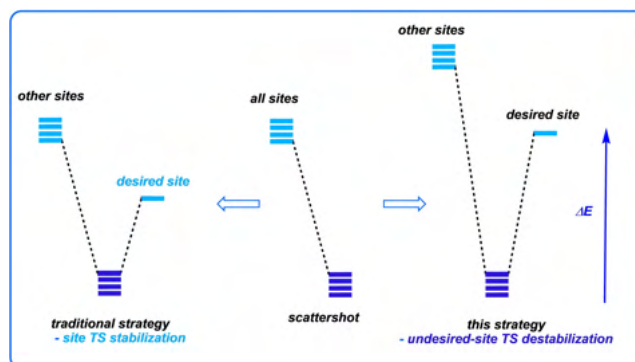 other sites
desired site
traditional strategy
- site TS stabilization
all sites
scattershot
other sites
desired site
ΔE
this strategy
- undesired-site TS destabilization